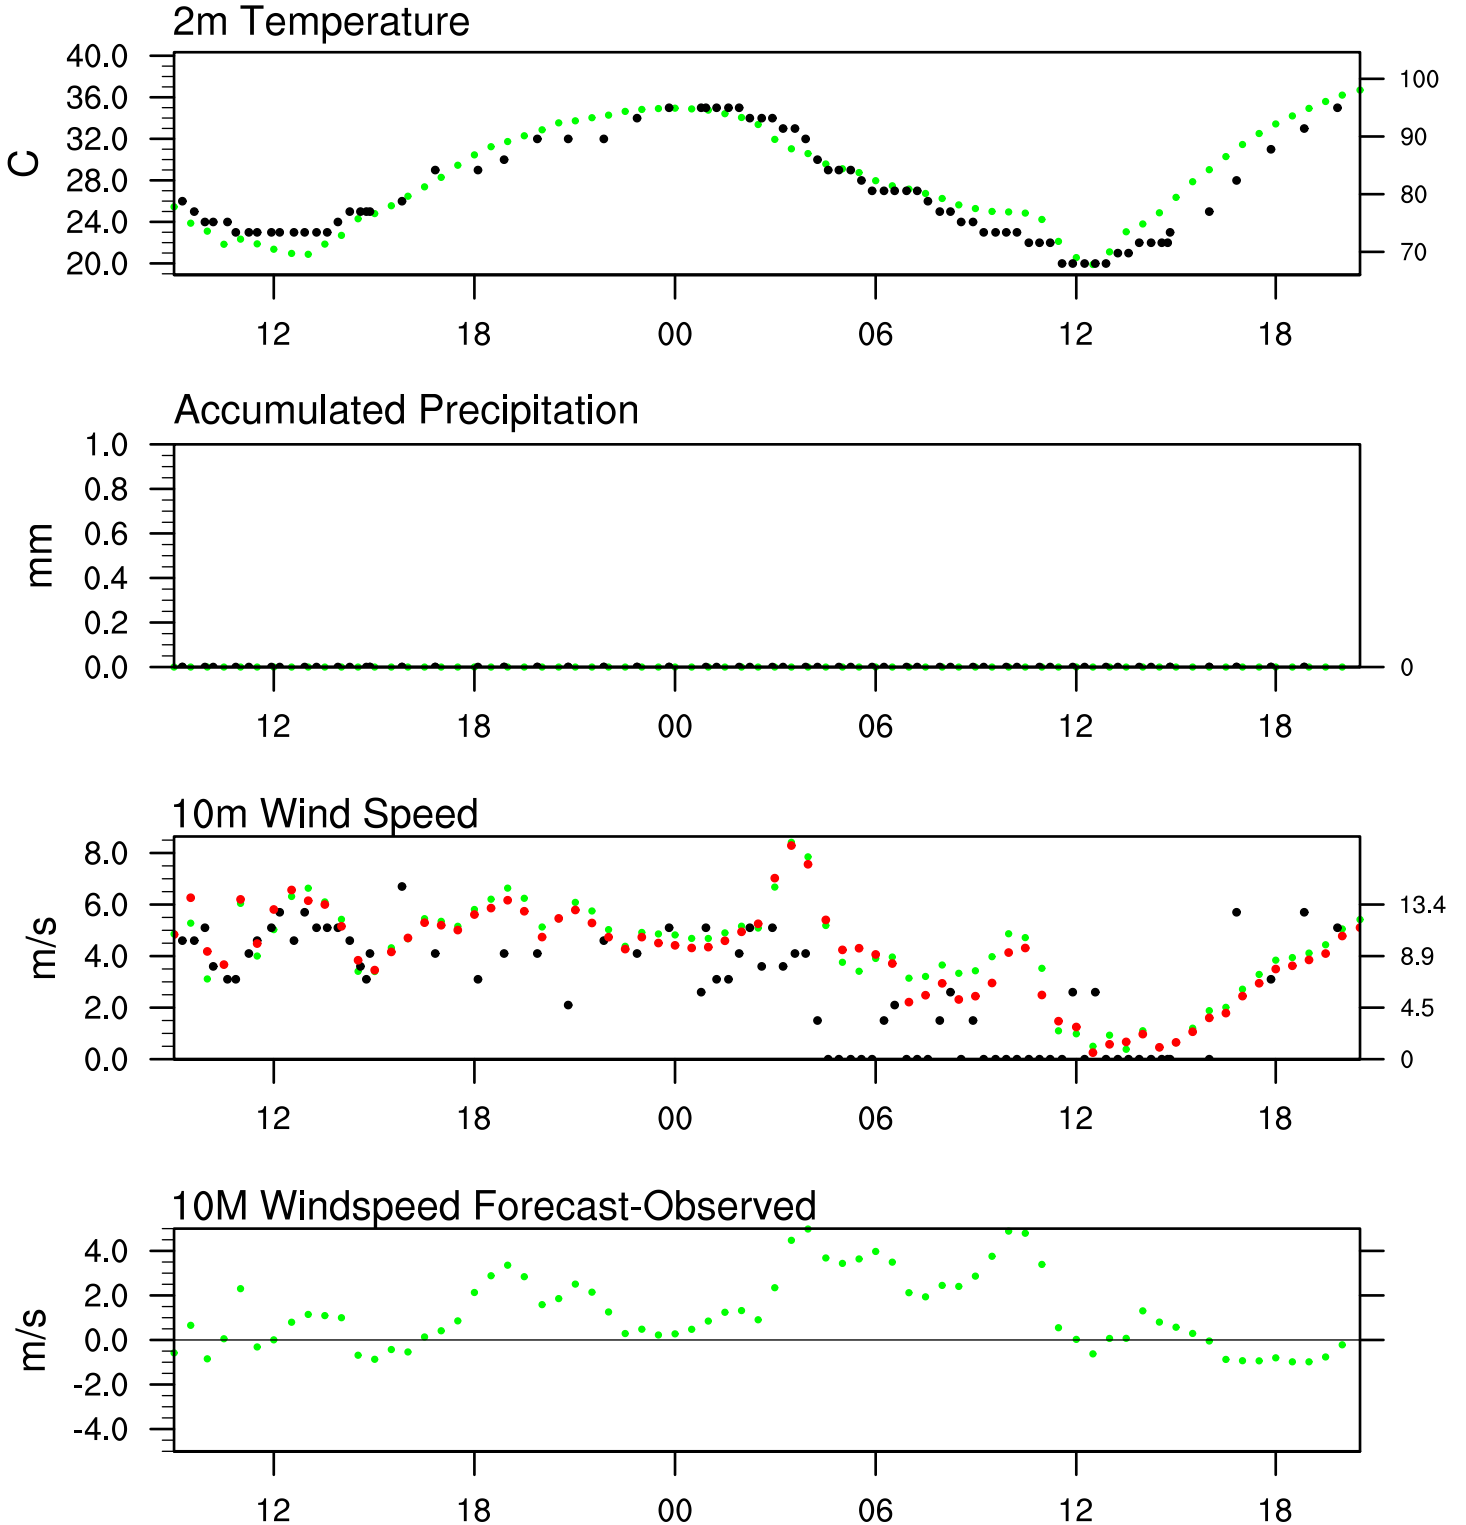 2m Temperature
40.0
36.0
32.0
28.0
24.0
20.0
C
100
90
80
70
12 18 00 06 12 18
Accumulated Precipitation
1.0
0.8
0.6
0.4
0.2
0.0
mm
0
12 18 00 06 12 18
10m Wind Speed
8.0
6.0
4.0
2.0
0.0
m/s
13.4
8.9
4.5
0
12 18 00 06 12 18
10M Windspeed Forecast-Observed
4.0
2.0
0.0
-2.0
-4.0
m/s
12 18 00 06 12 18